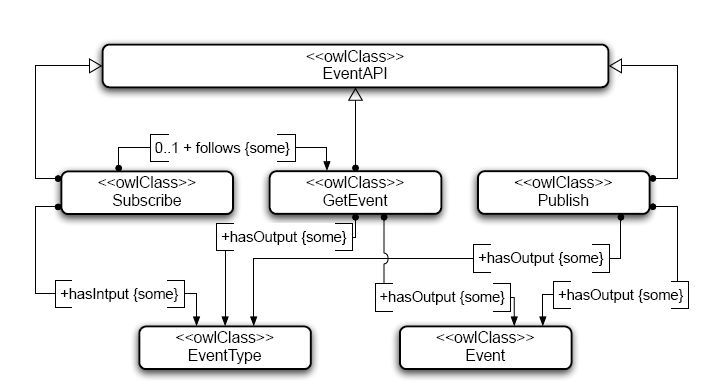 <<owlClass>>
EventAPI
0..1 + follows {some}
<<owlClass>>
Subscribe
<<owlClass>>
GetEvent
<<owlClass>>
Publish
+hasOutput {some}
+hasOutput {some}
+hasIntput {some}
+hasOutput {some}
+hasOutput {some}
<<owlClass>>
EventType
<<owlClass>>
Event